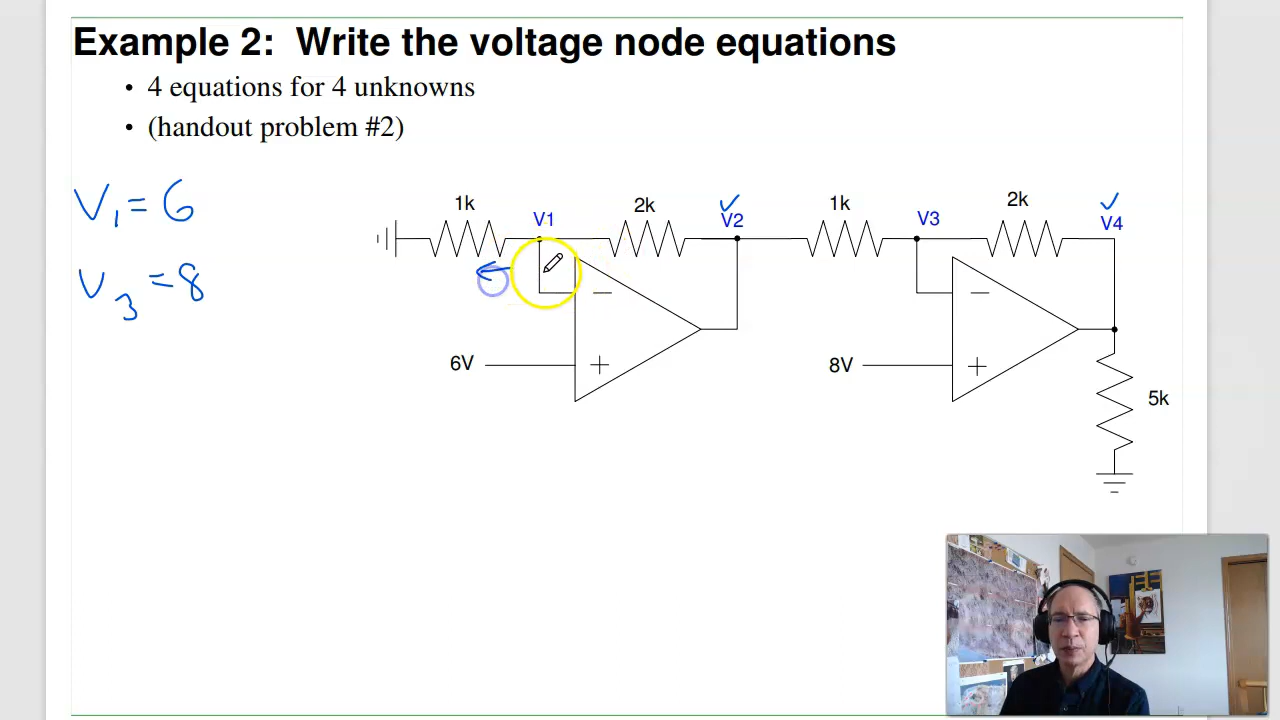 Example 2: Write the voltage node equations
• 4 equations for 4 unknowns
• (handout problem #2)
V1 = 6
V3 = 8
1k
V1
2k
V2
1k
V3
2k
V4
−
+
6V
−
+
8V
5k